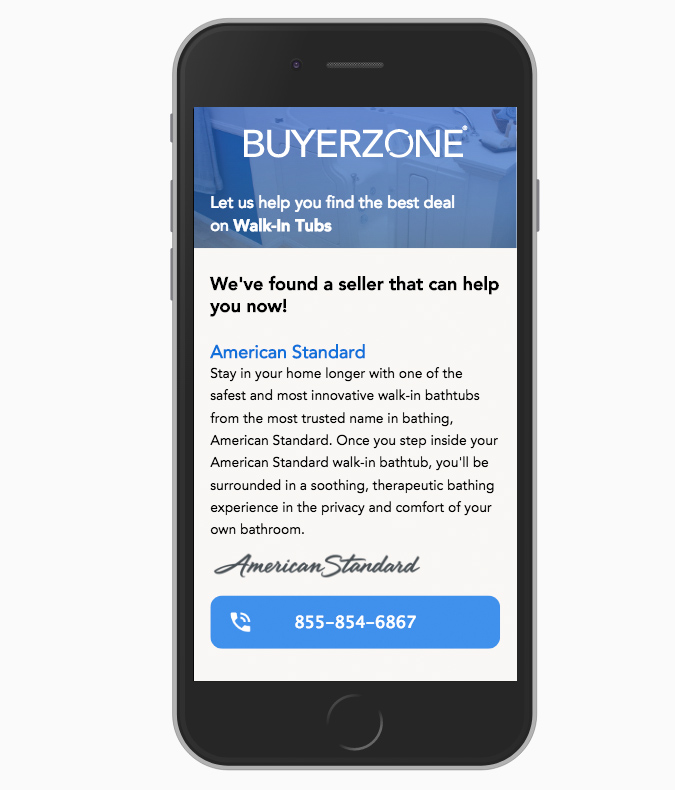 BUYERZONE®
Let us help you find the best deal
on Walk-In Tubs
We've found a seller that can help
you now!
American Standard
Stay in your home longer with one of the
safest and most innovative walk-in bathtubs
from the most trusted name in bathing,
American Standard. Once you step inside your
American Standard walk-in bathtub, you'll be
surrounded in a soothing, therapeutic bathing
experience in the privacy and comfort of your
own bathroom.
American Standard
855-854-6867